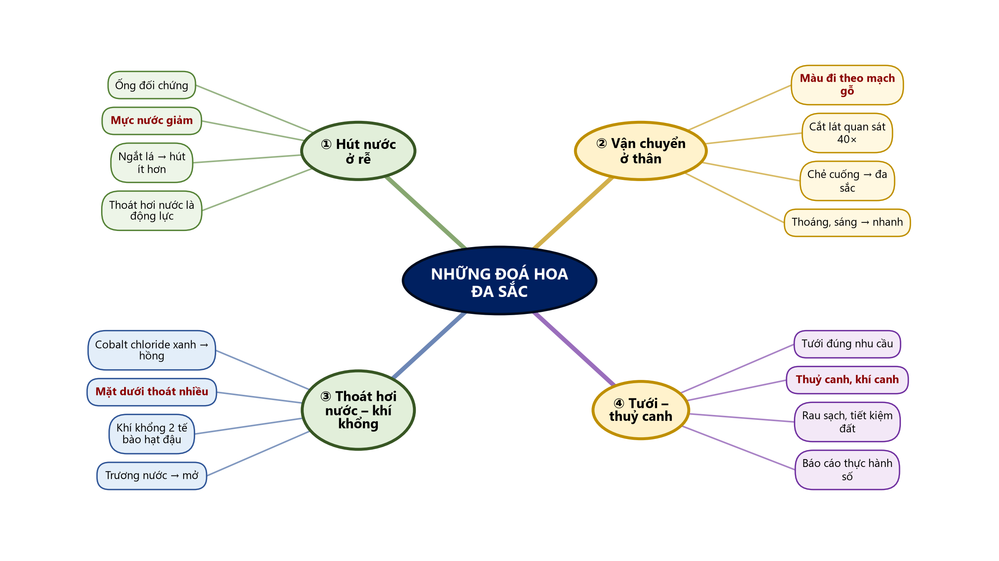 Ống đối chứng
Mực nước giảm
Ngắt lá → hút
ít hơn
Thoát hơi nước là
động lực
① Hút nước
ở rễ
② Vận chuyển
ở thân
Màu đi theo mạch
gỗ
Cắt lát quan sát
40×
Chẻ cuống → đa
sắc
Thoáng, sáng → nhanh
NHỮNG ĐOÁ HOA
ĐA SẮC
Cobalt chloride xanh →
hồng
Mặt dưới thoát nhiều
Khí khổng 2 tế
bào hạt đậu
Trương nước → mở
③ Thoát hơi
nước – khí
khổng
④ Tưới –
thuỷ canh
Tưới đúng nhu cầu
Thuỷ canh, khí canh
Rau sạch, tiết kiệm
đất
Báo cáo thực hành
số